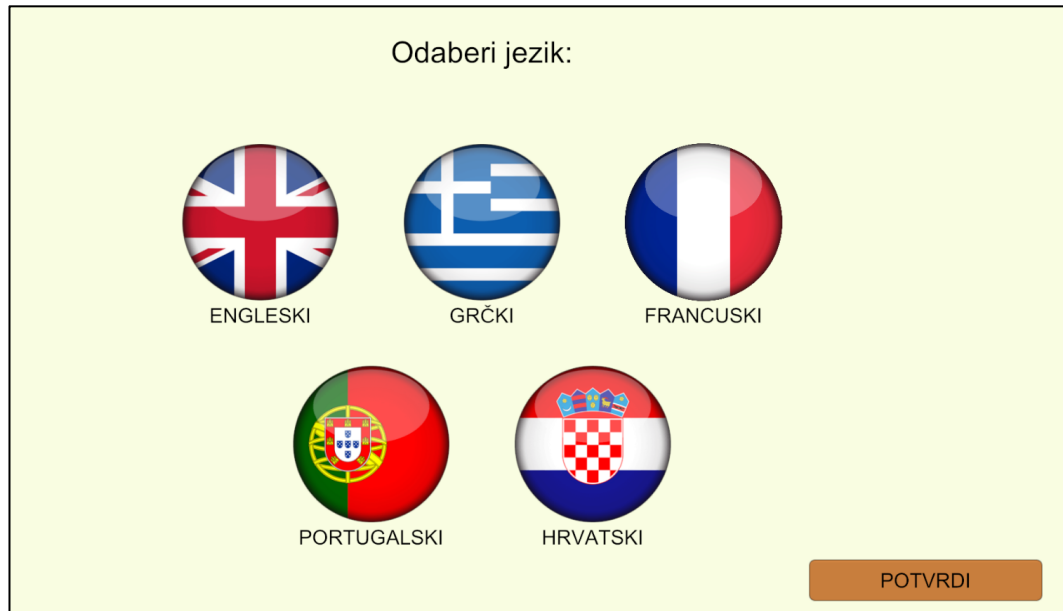 Odaberi jezik:
ENGLESKI GRČKI FRANCUSKI
PORTUGALSKI HRVATSKI
POTVRDI